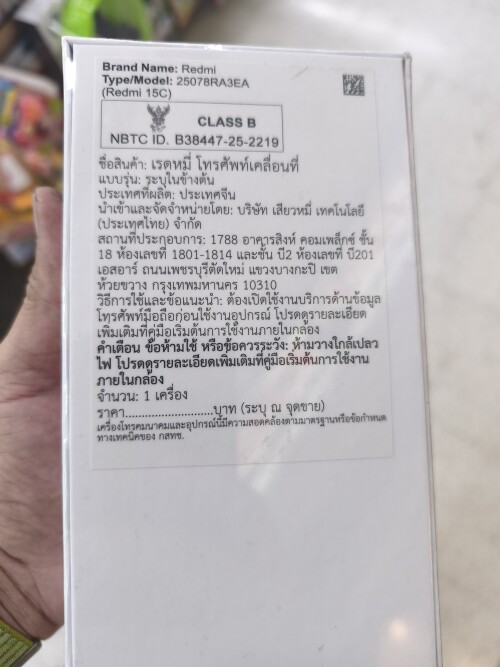 Brand Name: Redmi
Type/Model: 25078RA3EA
(Redmi 15C)
CLASS B
NBTC ID. B38447-25-2219
ชื่อสินค้า: เรดหมี่ โทรศัพท์เคลื่อนที่
แบบรุ่น: ระบุในข้างต้น
ประเทศที่ผลิต: ประเทศจีน
นำเข้าและจัดจำหน่ายโดย: บริษัท เสียวหมี่ เทคโนโลยี
(ประเทศไทย) จำกัด
สถานที่ประกอบการ: 1788 อาคารสิงห์ คอมเพล็กซ์ ชั้น
18 ห้องเลขที่ 1801-1814 และชั้น บี2 ห้องเลขที่ บี201
เอสอาร์ ถนนเพชรบุรีตัดใหม่ แขวงบางกะปิ เขต
ห้วยขวาง กรุงเทพมหานคร 10310
วิธีการใช้และข้อแนะนำ: ต้องเปิดใช้งานบริการด้านข้อมูล
โทรศัพท์มือถือก่อนใช้งานอุปกรณ์ โปรดดูรายละเอียด
เพิ่มเติมที่คู่มือเริ่มต้นการใช้งานภายในกล่อง
คำเตือน ข้อห้ามใช้ หรือข้อควรระวัง: ห้ามวางใกล้เปลว
ไฟ โปรดดูรายละเอียดเพิ่มเติมที่คู่มือเริ่มต้นการใช้งาน
ภายในกล่อง
จำนวน: 1 เครื่อง
ราคา...........................บาท (ระบุ ณ จุดขาย)
เครื่องโทรคมนาคมและอุปกรณ์นี้มีความสอดคล้องตามมาตรฐานหรือข้อกำหนด
ทางเทคนิคของ กสทช.